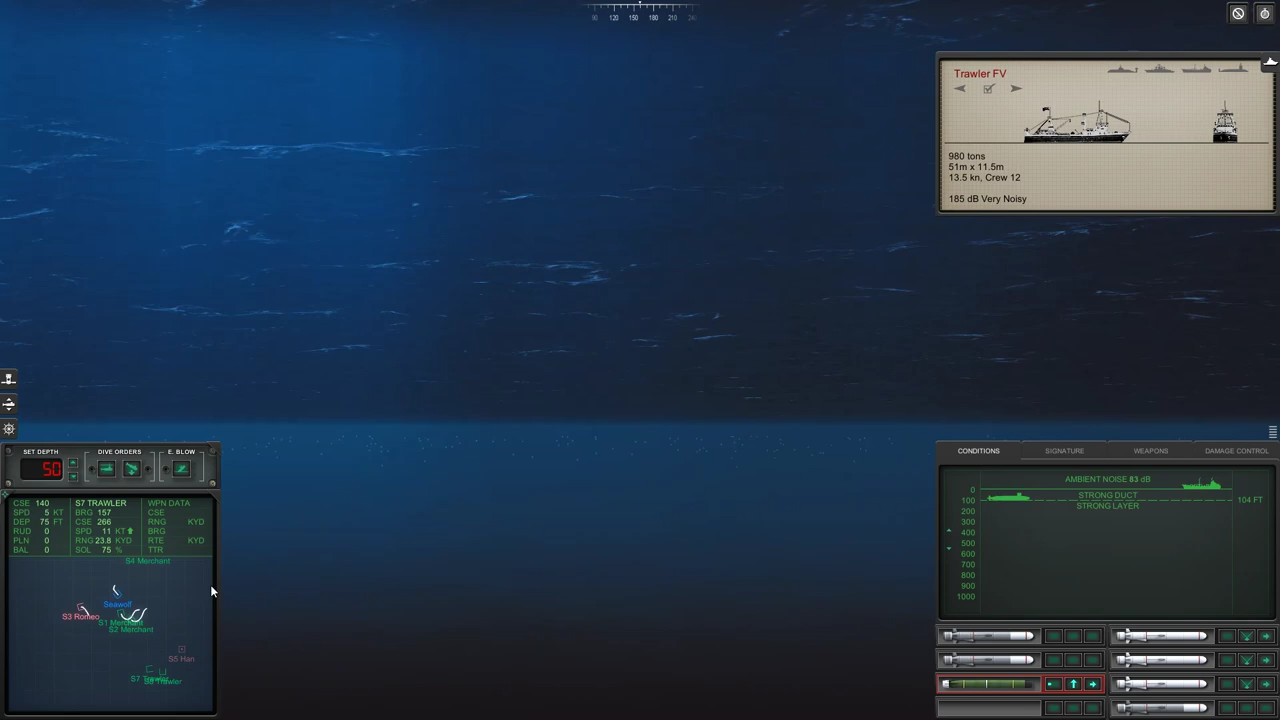 90 120 150 180 210 240
Trawler FV
980 tons
51m x 11.5m
13.5 kn, Crew 12
185 dB Very Noisy
SET DEPTH DIVE ORDERS E. BLOW
50
CSE 140 S7 TRAWLER WPN DATA
SPD 5 KT BRG 157 CSE
DEP 75 FT CSE 266 RNG KYD
RUD 0 SPD 11 KT BRG
PLN 0 RNG 23.8 KYD RTE KYD
BAL 0 SOL 75 % TTR
S4 Merchant
Seawolf
S3 Romeo
S1 Merchant
S2 Merchant
S5 Han
S7 Trawler
Trawler
CONDITIONS SIGNATURE WEAPONS DAMAGE CONTROL
AMBIENT NOISE 83 dB
0
STRONG DUCT
100 104 FT
STRONG LAYER
200
300
400
500
600
700
800
900
1000